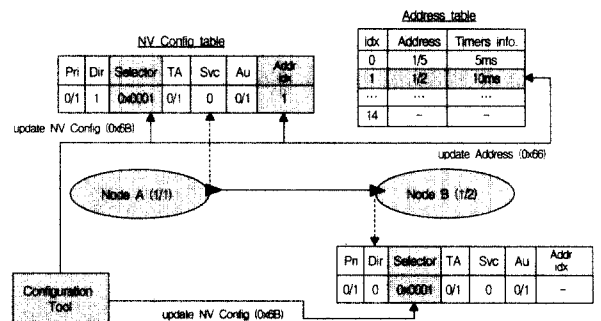 Address table
idx Address Timers info.
0 1/5 5ms
1 1/2 10ms
... ... ...
14 - -
NV Config table
Pri Dir Selector TA Svc Au Addr idx
0/1 1 0x0001 0/1 0 0/1 1
update NV Config (0x6B)
update Address (0x66)
Node A (1/1)
Node B (1/2)
Pri Dir Selector TA Svc Au Addr idx
0/1 0 0x0001 0/1 0 0/1 -
Configuration
Tool
update NV Config (0x6B)